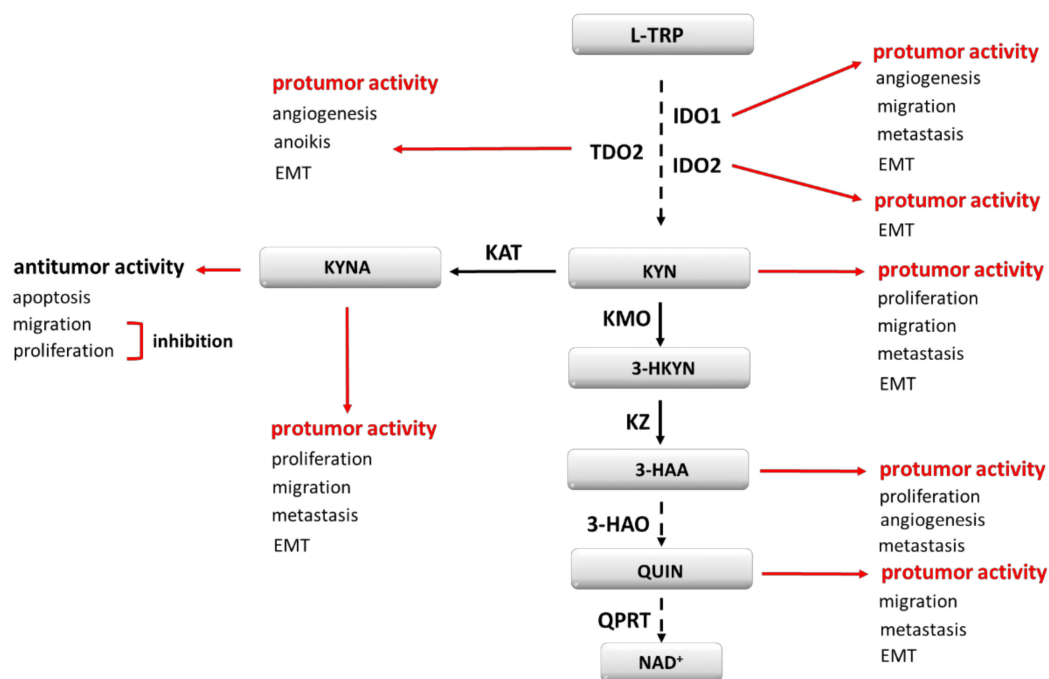 L-TRP
protumor activity
angiogenesis
migration
metastasis
EMT
protumor activity
angiogenesis
anoikis
EMT
IDO1
TDO2
IDO2
protumor activity
EMT
antitumor activity
apoptosis
migration
proliferation
inhibition
KYNA
KAT
KYN
protumor activity
proliferation
migration
metastasis
EMT
KMO
3-HKYN
KZ
protumor activity
proliferation
migration
metastasis
EMT
3-HAA
protumor activity
proliferation
angiogenesis
metastasis
3-HAO
QUIN
protumor activity
migration
metastasis
EMT
QPRT
NAD⁺